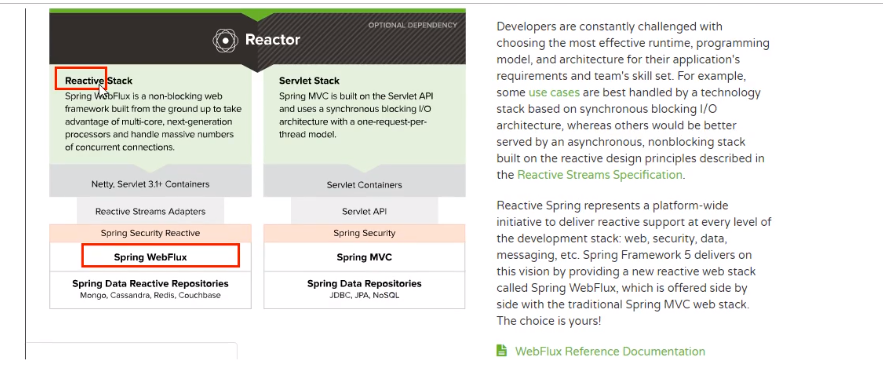 OPTIONAL DEPENDENCY
Reactor
Reactive Stack
Spring WebFlux is a non-blocking web
framework built from the ground up to take
advantage of multi-core, next-generation
processors and handle massive numbers
of concurrent connections.
Servlet Stack
Spring MVC is built on the Servlet API
and uses a synchronous blocking I/O
architecture with a one-request-per-
thread model.
Netty, Servlet 3.1+ Containers
Servlet Containers
Reactive Streams Adapters
Servlet API
Spring Security Reactive
Spring Security
Spring WebFlux
Spring MVC
Spring Data Reactive Repositories
Mongo, Cassandra, Redis, Couchbase
Spring Data Repositories
JDBC, JPA, NoSQL
Developers are constantly challenged with
choosing the most effective runtime, programming
model, and architecture for their application's
requirements and team's skill set. For example,
some use cases are best handled by a technology
stack based on synchronous blocking I/O
architecture, whereas others would be better
served by an asynchronous, nonblocking stack
built on the reactive design principles described in
the Reactive Streams Specification.
Reactive Spring represents a platform-wide
initiative to deliver reactive support at every level of
the development stack: web, security, data,
messaging, etc. Spring Framework 5 delivers on
this vision by providing a new reactive web stack
called Spring WebFlux, which is offered side by
side with the traditional Spring MVC web stack.
The choice is yours!
WebFlux Reference Documentation